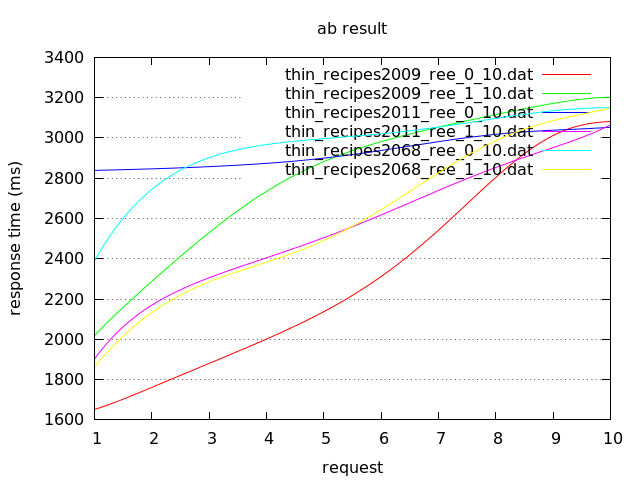 ab result
3400
3200
3000
2800
2600
2400
2200
2000
1800
1600
response time (ms)
thin_recipes2009_ree_0_10.dat
thin_recipes2009_ree_1_10.dat
thin_recipes2011_ree_0_10.dat
thin_recipes2011_ree_1_10.dat
thin_recipes2068_ree_0_10.dat
thin_recipes2068_ree_1_10.dat
1 2 3 4 5 6 7 8 9 10
request